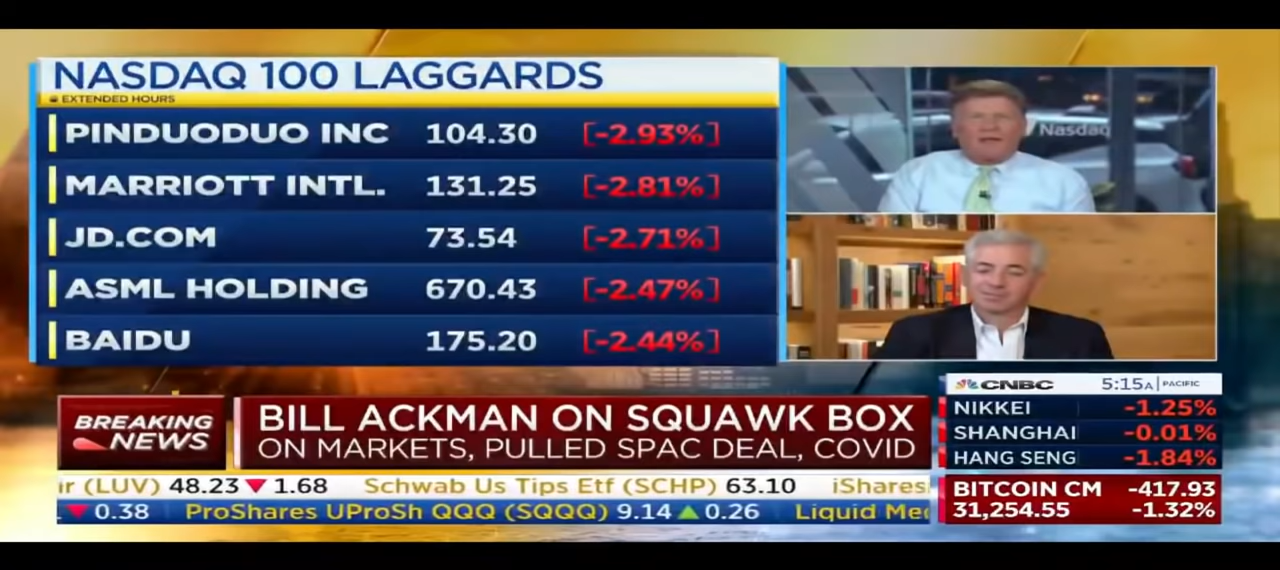 NASDAQ 100 LAGGARDS
EXTENDED HOURS
PINDUODUO INC 104.30 [-2.93%]
MARRIOTT INTL. 131.25 [-2.81%]
JD.COM 73.54 [-2.71%]
ASML HOLDING 670.43 [-2.47%]
BAIDU 175.20 [-2.44%]
Nasdaq
BREAKING
NEWS
BILL ACKMAN ON SQUAWK BOX
ON MARKETS, PULLED SPAC DEAL, COVID
CNBC 5:15A | PACIFIC
NIKKEI -1.25%
SHANGHAI -0.01%
HANG SENG -1.84%
BITCOIN CM -417.93
31,254.55 -1.32%
ir (LUV) 48.23 ▼ 1.68 Schwab Us Tips Etf (SCHP) 63.10 iShares
▼ 0.38 ProShares UProSh QQQ (SQQQ) 9.14 ▲ 0.26 Liquid Me